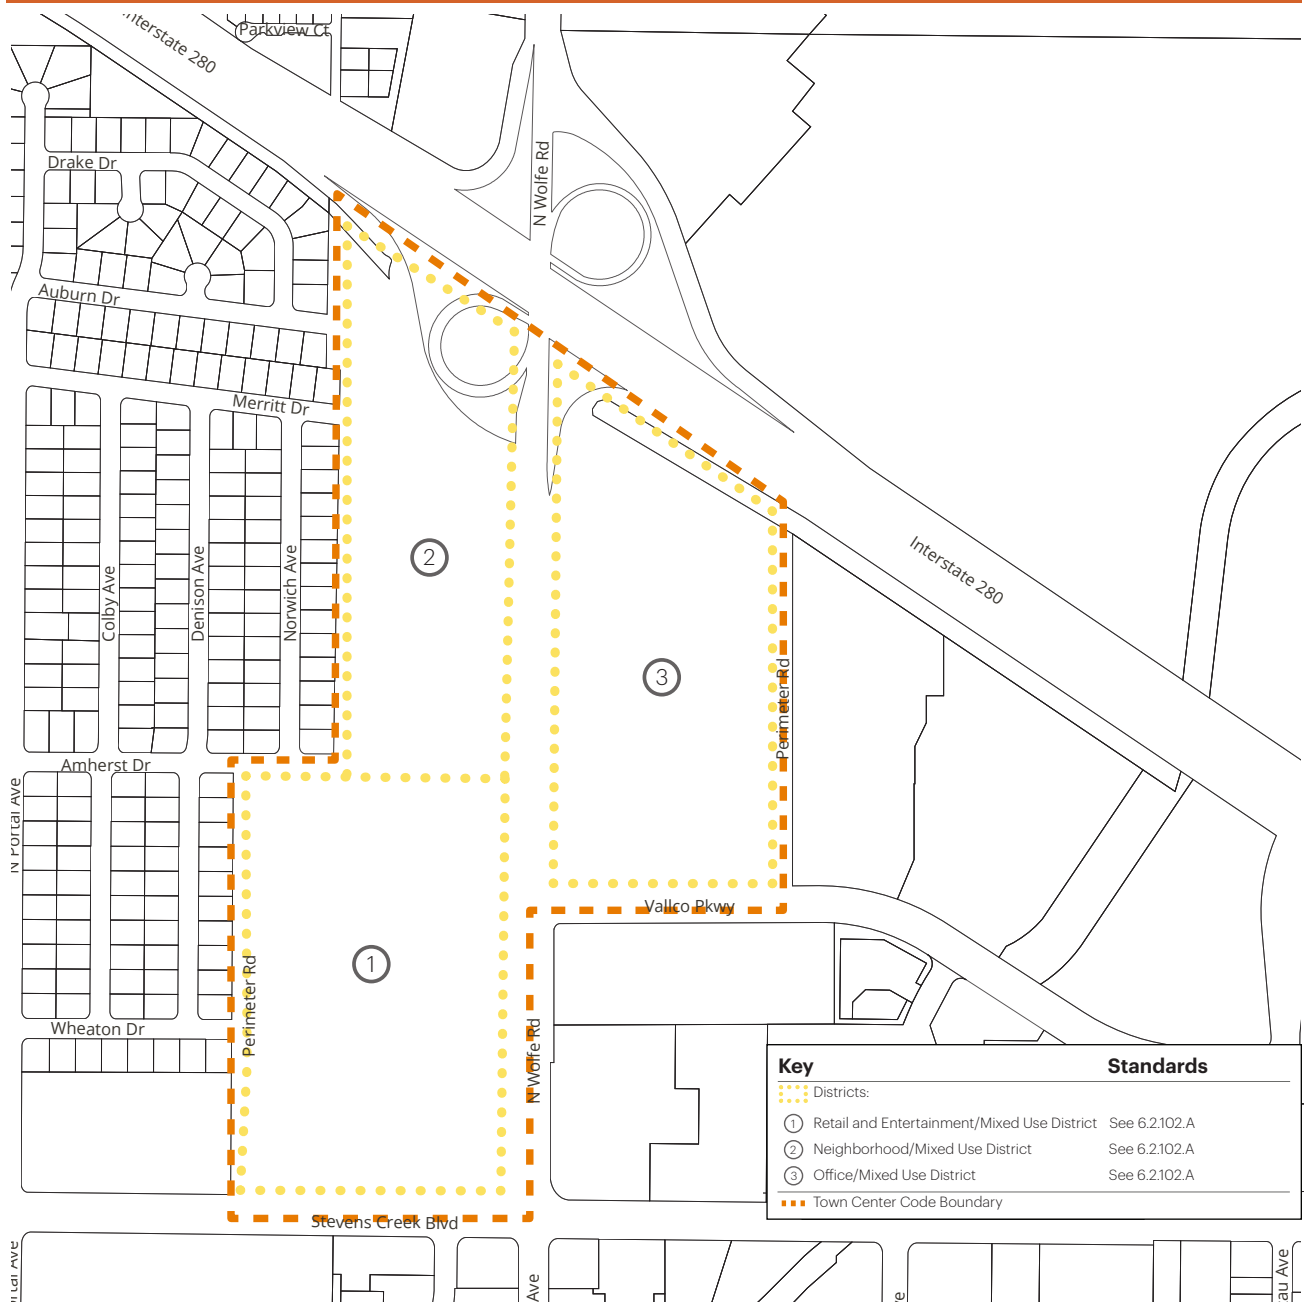 Parkview Ct
Interstate 280
N Wolfe Rd
Drake Dr
Auburn Dr
Merritt Dr
Colby Ave
Denison Ave
Norwich Ave
2
Interstate 280
3
Perimeter Rd
Amherst Dr
N Portal Ave
Vallco Pkwy
1
Perimeter Rd
Wheaton Dr
N Wolfe Rd
Key Standards
Districts:
1 Retail and Entertainment/Mixed Use District See 6.2.102.A
2 Neighborhood/Mixed Use District See 6.2.102.A
3 Office/Mixed Use District See 6.2.102.A
Town Center Code Boundary
Stevens Creek Blvd
Ave
Ave